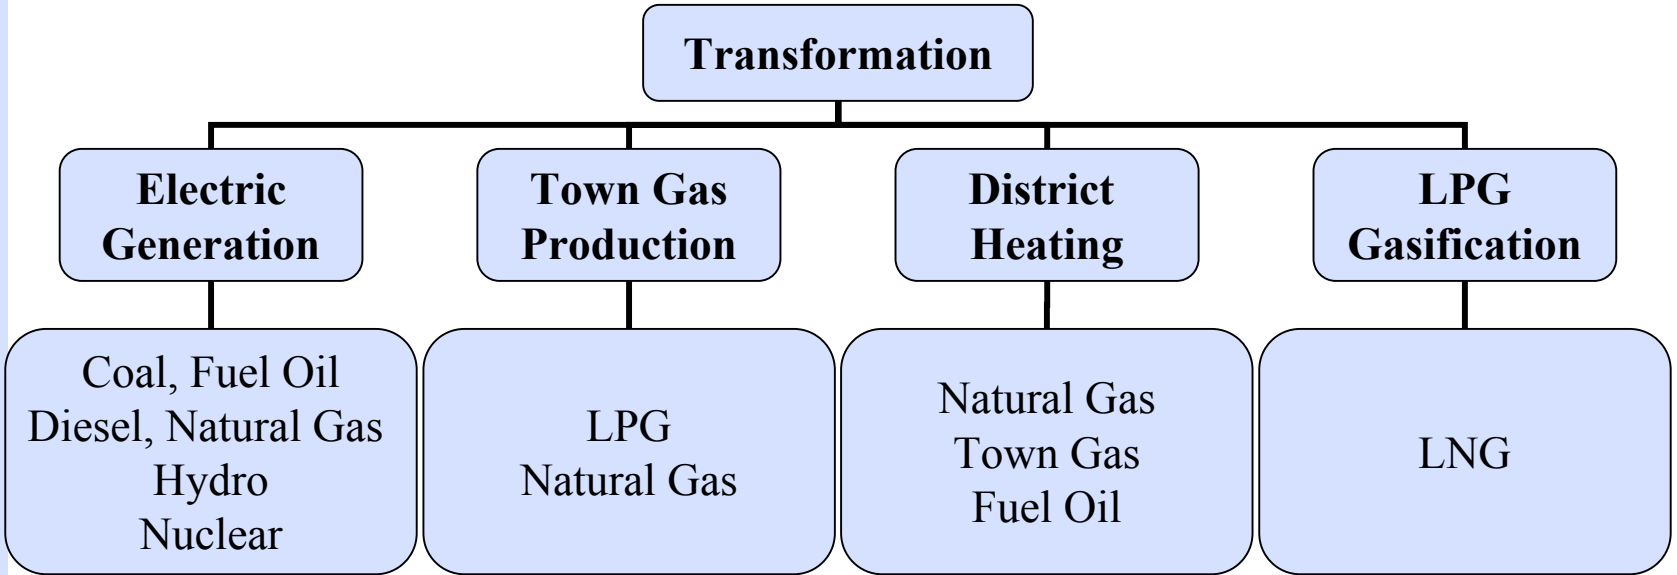 Transformation
Electric
Generation
Town Gas
Production
District
Heating
LPG
Gasification
Coal, Fuel Oil
Diesel, Natural Gas
Hydro
Nuclear
LPG
Natural Gas
Natural Gas
Town Gas
Fuel Oil
LNG